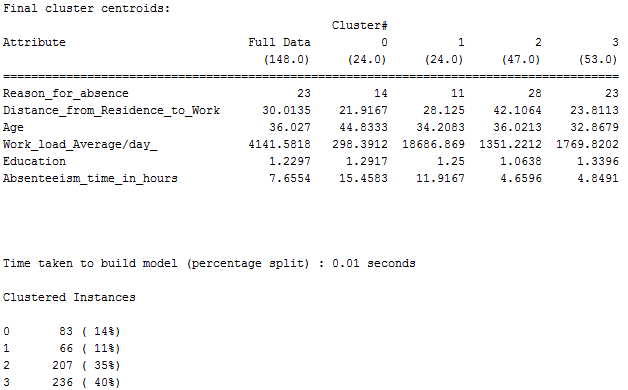 Final cluster centroids:
Cluster#
Attribute Full Data 0 1 2 3
(148.0) (24.0) (24.0) (47.0) (53.0)
================================================================================
Reason_for_absence 23 14 11 28 23
Distance_from_Residence_to_Work 30.0135 21.9167 28.125 42.1064 23.8113
Age 36.027 44.8333 34.2083 36.0213 32.8679
Work_load_Average/day_ 4141.5818 298.3912 18686.869 1351.2212 1769.8202
Education 1.2297 1.2917 1.25 1.0638 1.3396
Absenteeism_time_in_hours 7.6554 15.4583 11.9167 4.6596 4.8491
Time taken to build model (percentage split) : 0.01 seconds
Clustered Instances
0 83 ( 14%)
1 66 ( 11%)
2 207 ( 35%)
3 236 ( 40%)